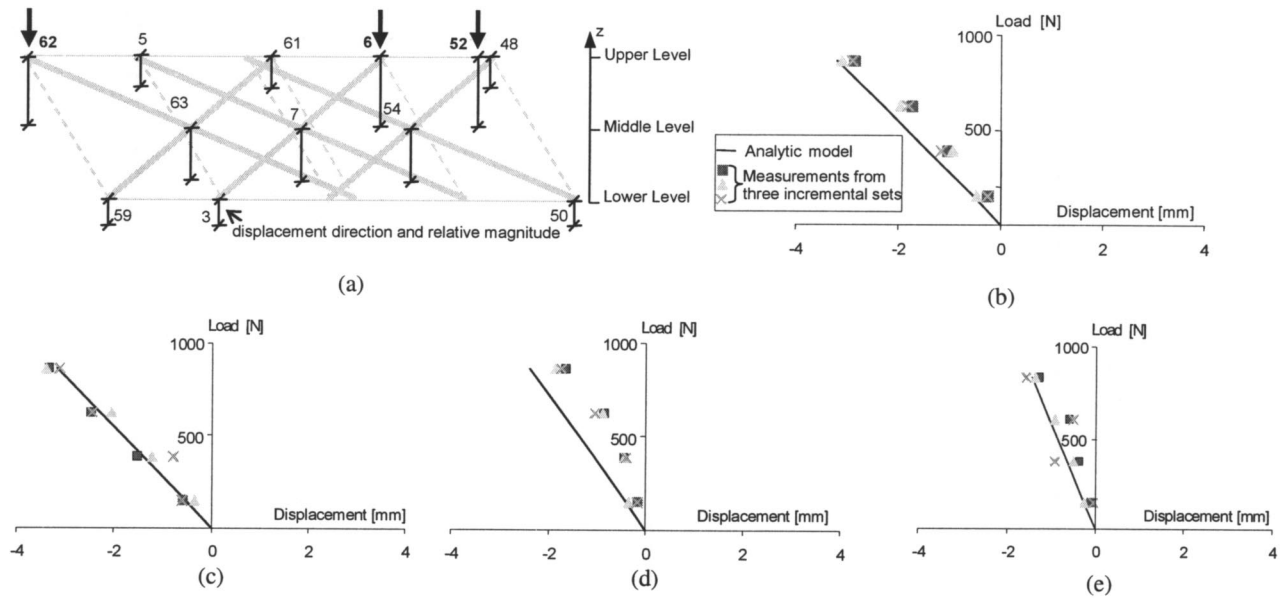 62 5 61 6 52 48 z
Upper Level
63 7 54
Middle Level
Lower Level
59 3 50
displacement direction and relative magnitude
(a)
Load [N]
1000
500
Analytic model
Measurements from
three incremental sets
Displacement [mm]
-4 -2 0 2 4
(b)
Load [N]
1000
500
Displacement [mm]
-4 -2 0 2 4
(c)
Load [N]
1000
500
Displacement [mm]
-4 -2 0 2 4
(d)
Load [N]
1000
500
Displacement [mm]
-4 -2 0 2 4
(e)